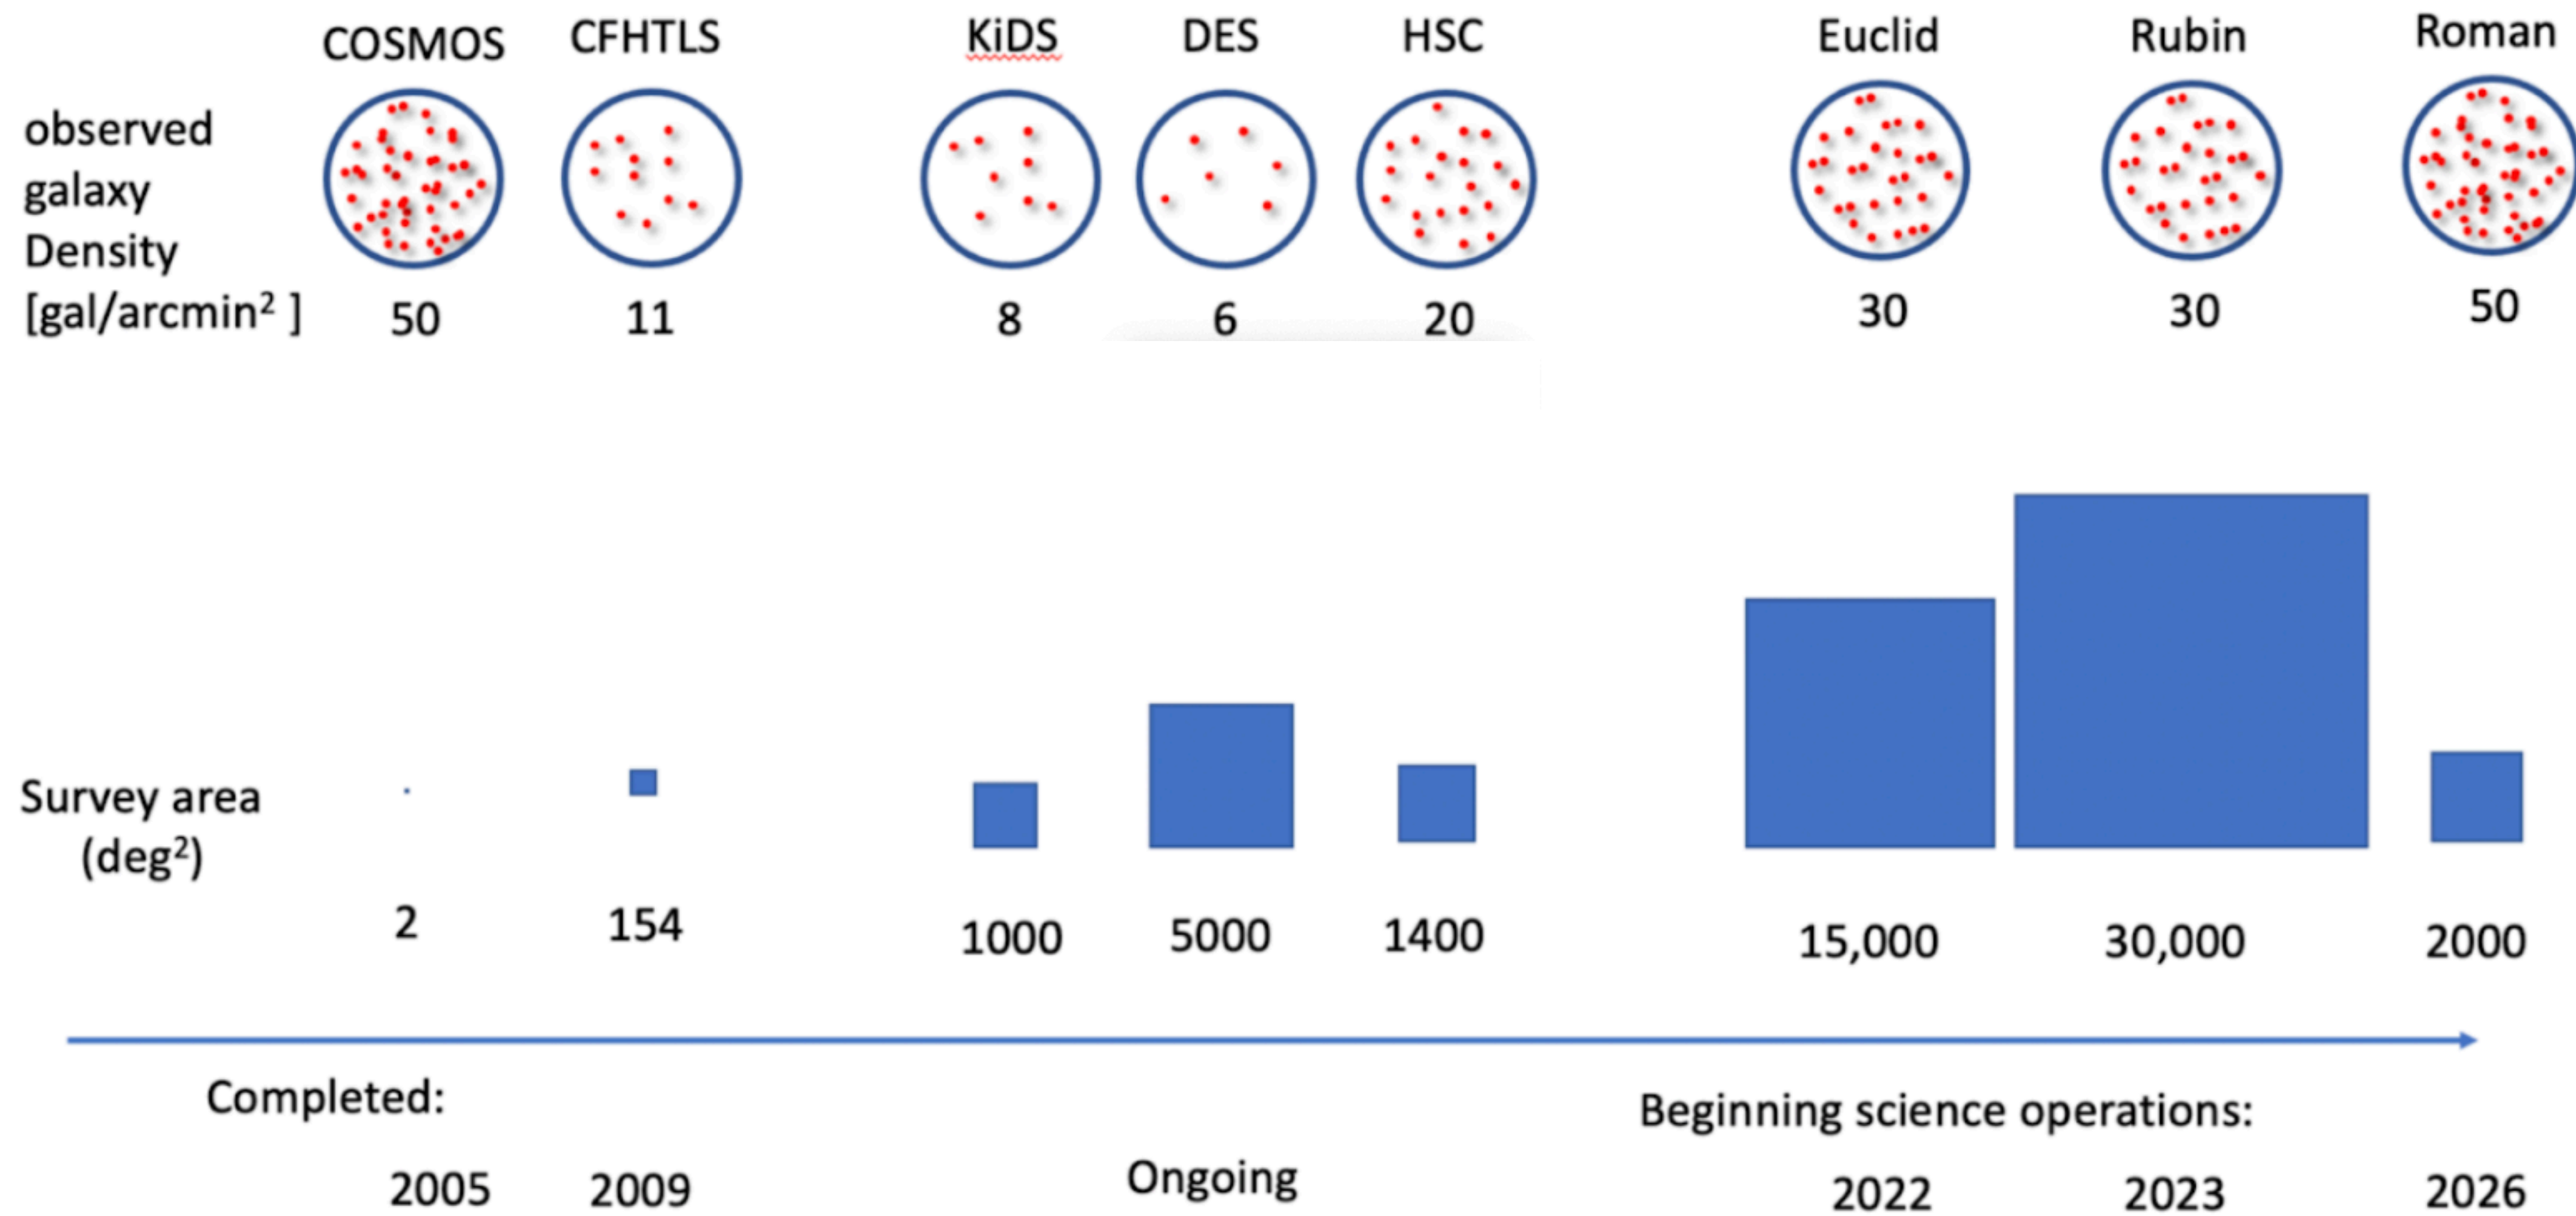 COSMOS CFHTLS KiDS DES HSC Euclid Rubin Roman
observed
galaxy
Density
[gal/arcmin² ] 50 11 8 6 20 30 30 50
Survey area
(deg²)
2 154 1000 5000 1400 15,000 30,000 2000
Completed: Beginning science operations:
2005 2009 Ongoing 2022 2023 2026